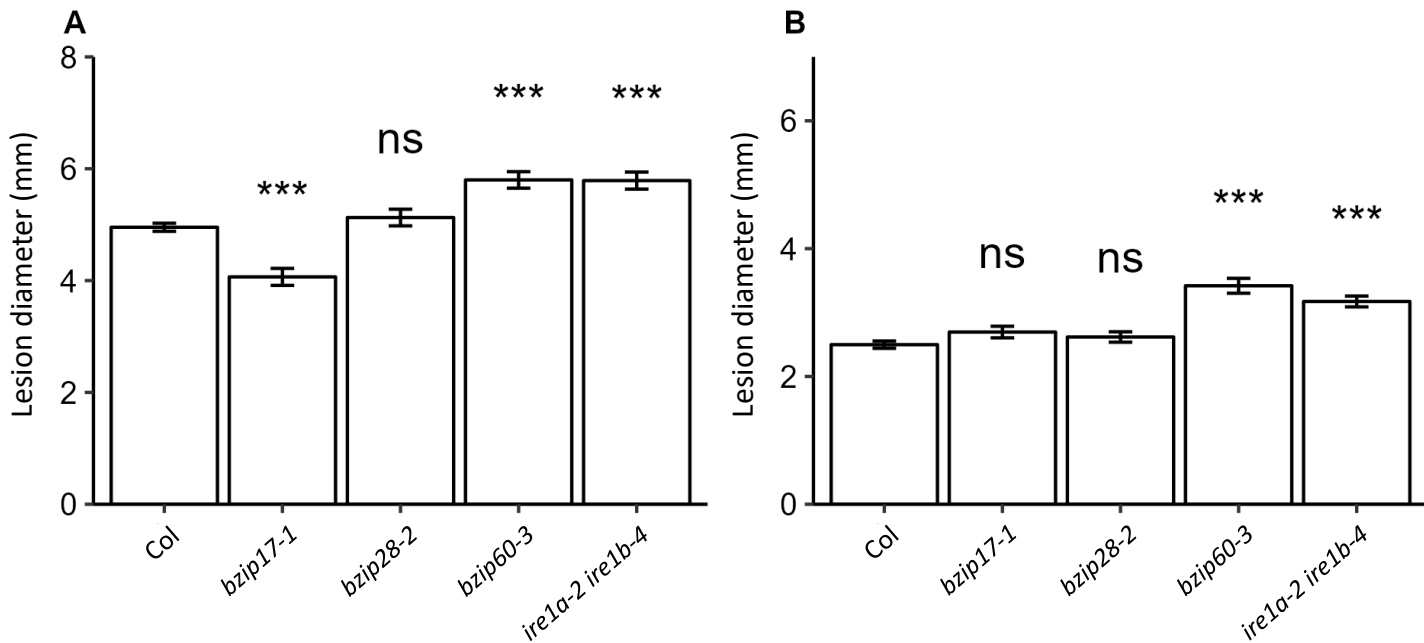 A
Lesion diameter (mm)
8
6
4
2
0
***
ns
***
***
Col
bzip17-1
bzip28-2
bzip60-3
ire1a-2 ire1b-4
B
Lesion diameter (mm)
6
4
2
0
ns
ns
***
***
Col
bzip17-1
bzip28-2
bzip60-3
ire1a-2 ire1b-4